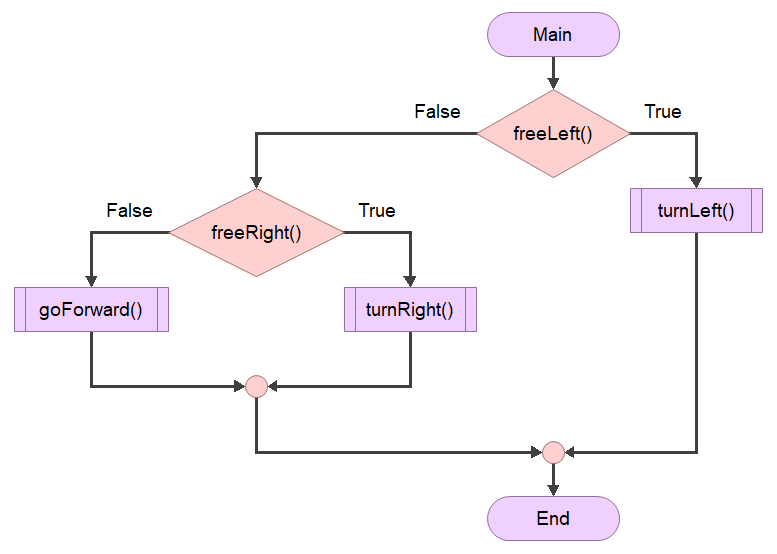 Main
False
True
freeLeft()
False
True
turnLeft()
freeRight()
goForward()
turnRight()
End